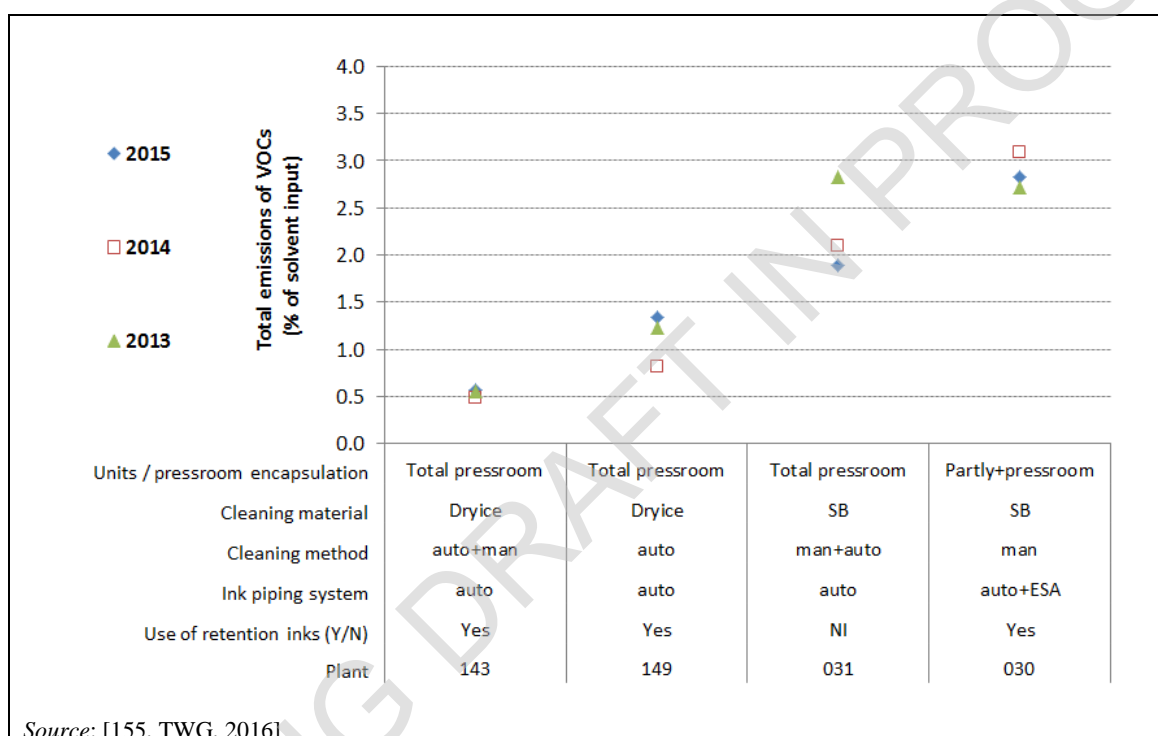 4.0
3.5
3.0
2.5
2.0
1.5
1.0
0.5
0.0
Total emissions of VOCs
(% of solvent input)
2015
2014
2013
Units / pressroom encapsulation Total pressroom Total pressroom Total pressroom Partly+pressroom
Cleaning material Dryice Dryice SB SB
Cleaning method auto+man auto man+auto man
Ink piping system auto auto auto auto+ESA
Use of retention inks (Y/N) Yes Yes NI Yes
Plant 143 149 031 030
Source: [155, TWG, 2016]
NG DRAFT IN PROG